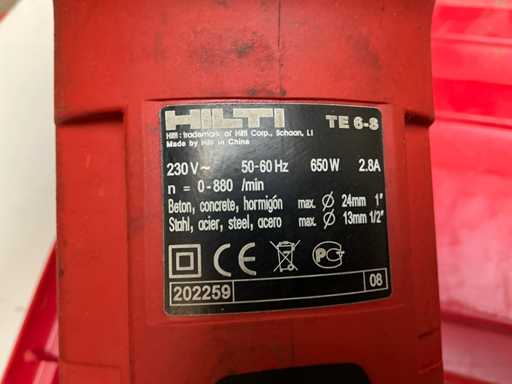 HILTI TE 6-S
Hilti: trademark of Hilti Corp., Schaan, LI
Made by Hilti in China
230 V~ 50-60 Hz 650 W 2.8A
n = 0-880 /min
Beton, concrete, hormigón max. Ø 24mm 1"
Stahl, acier, steel, acero max. Ø 13mm 1/2"
CE PG
202259 08